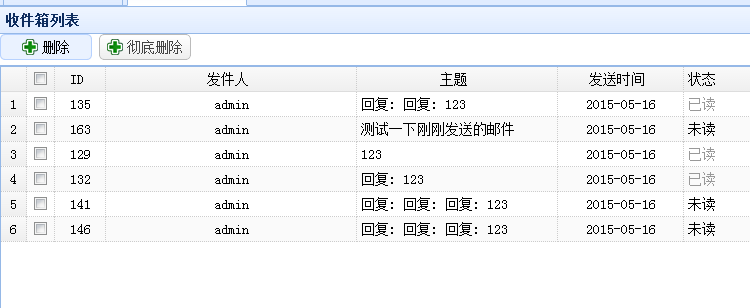 收件箱列表
删除 彻底删除
ID 发件人 主题 发送时间 状态
1 135 admin 回复: 回复: 123 2015-05-16 已读
2 163 admin 测试一下刚刚发送的邮件 2015-05-16 未读
3 129 admin 123 2015-05-16 已读
4 132 admin 回复: 123 2015-05-16 已读
5 141 admin 回复: 回复: 回复: 123 2015-05-16 未读
6 146 admin 回复: 回复: 回复: 123 2015-05-16 未读